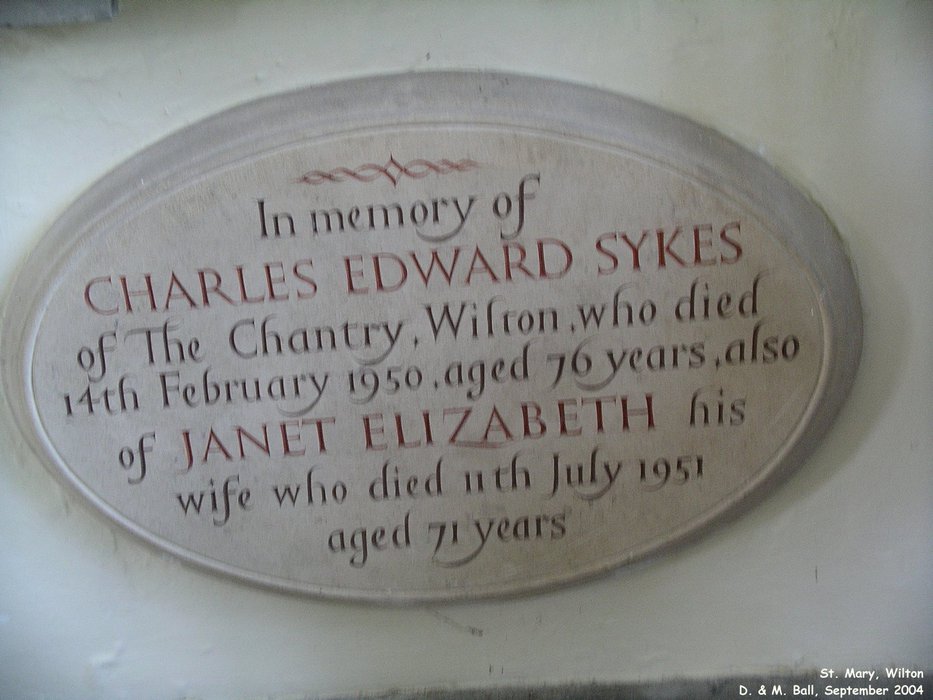 In memory of
CHARLES EDWARD SYKES
of The Chantry, Wilton, who died
14th February 1950, aged 76 years, also
of JANET ELIZABETH his
wife who died 11th July 1951
aged 71 years
St. Mary, Wilton
D. & M. Ball, September 2004